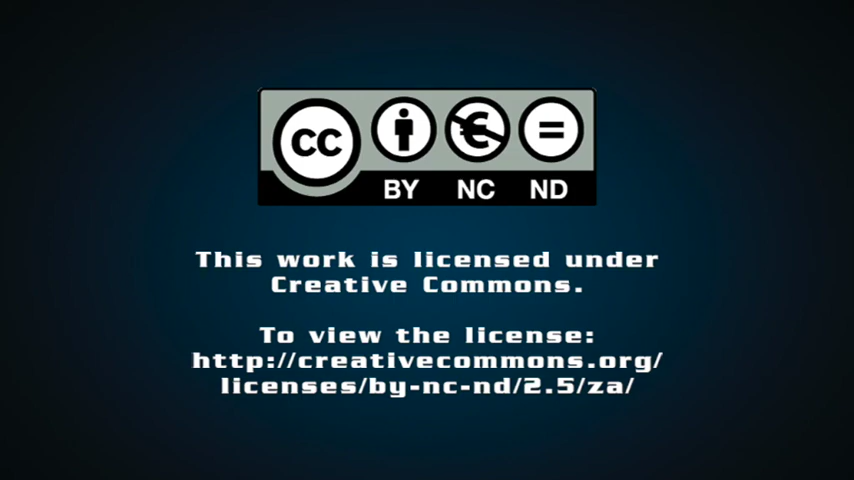 CC BY NC ND
This work is licensed under
Creative Commons.
To view the license:
http://creativecommons.org/
licenses/by-nc-nd/2.5/za/